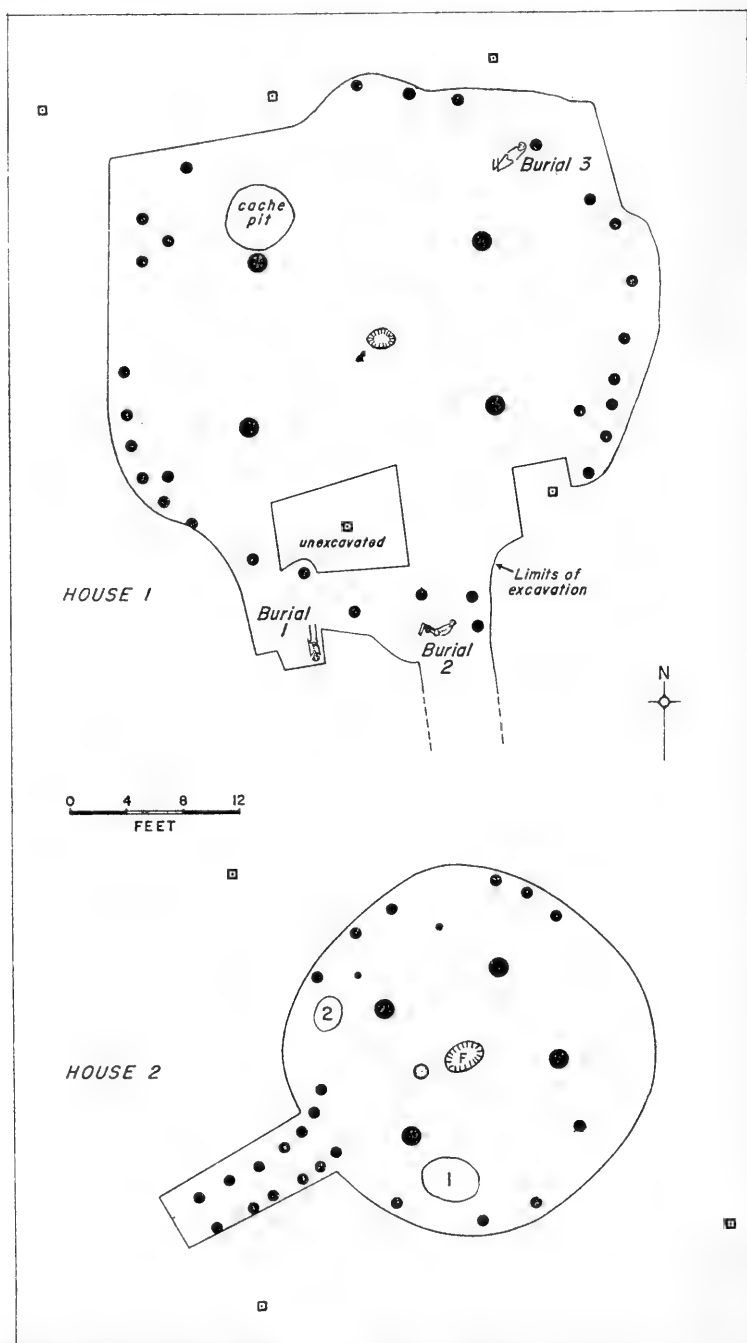 Burial 3
cache
pit
unexcavated
HOUSE 1
Limits of
excavation
Burial
1
Burial
2
N
0 4 8 12
FEET
2
F
HOUSE 2
1